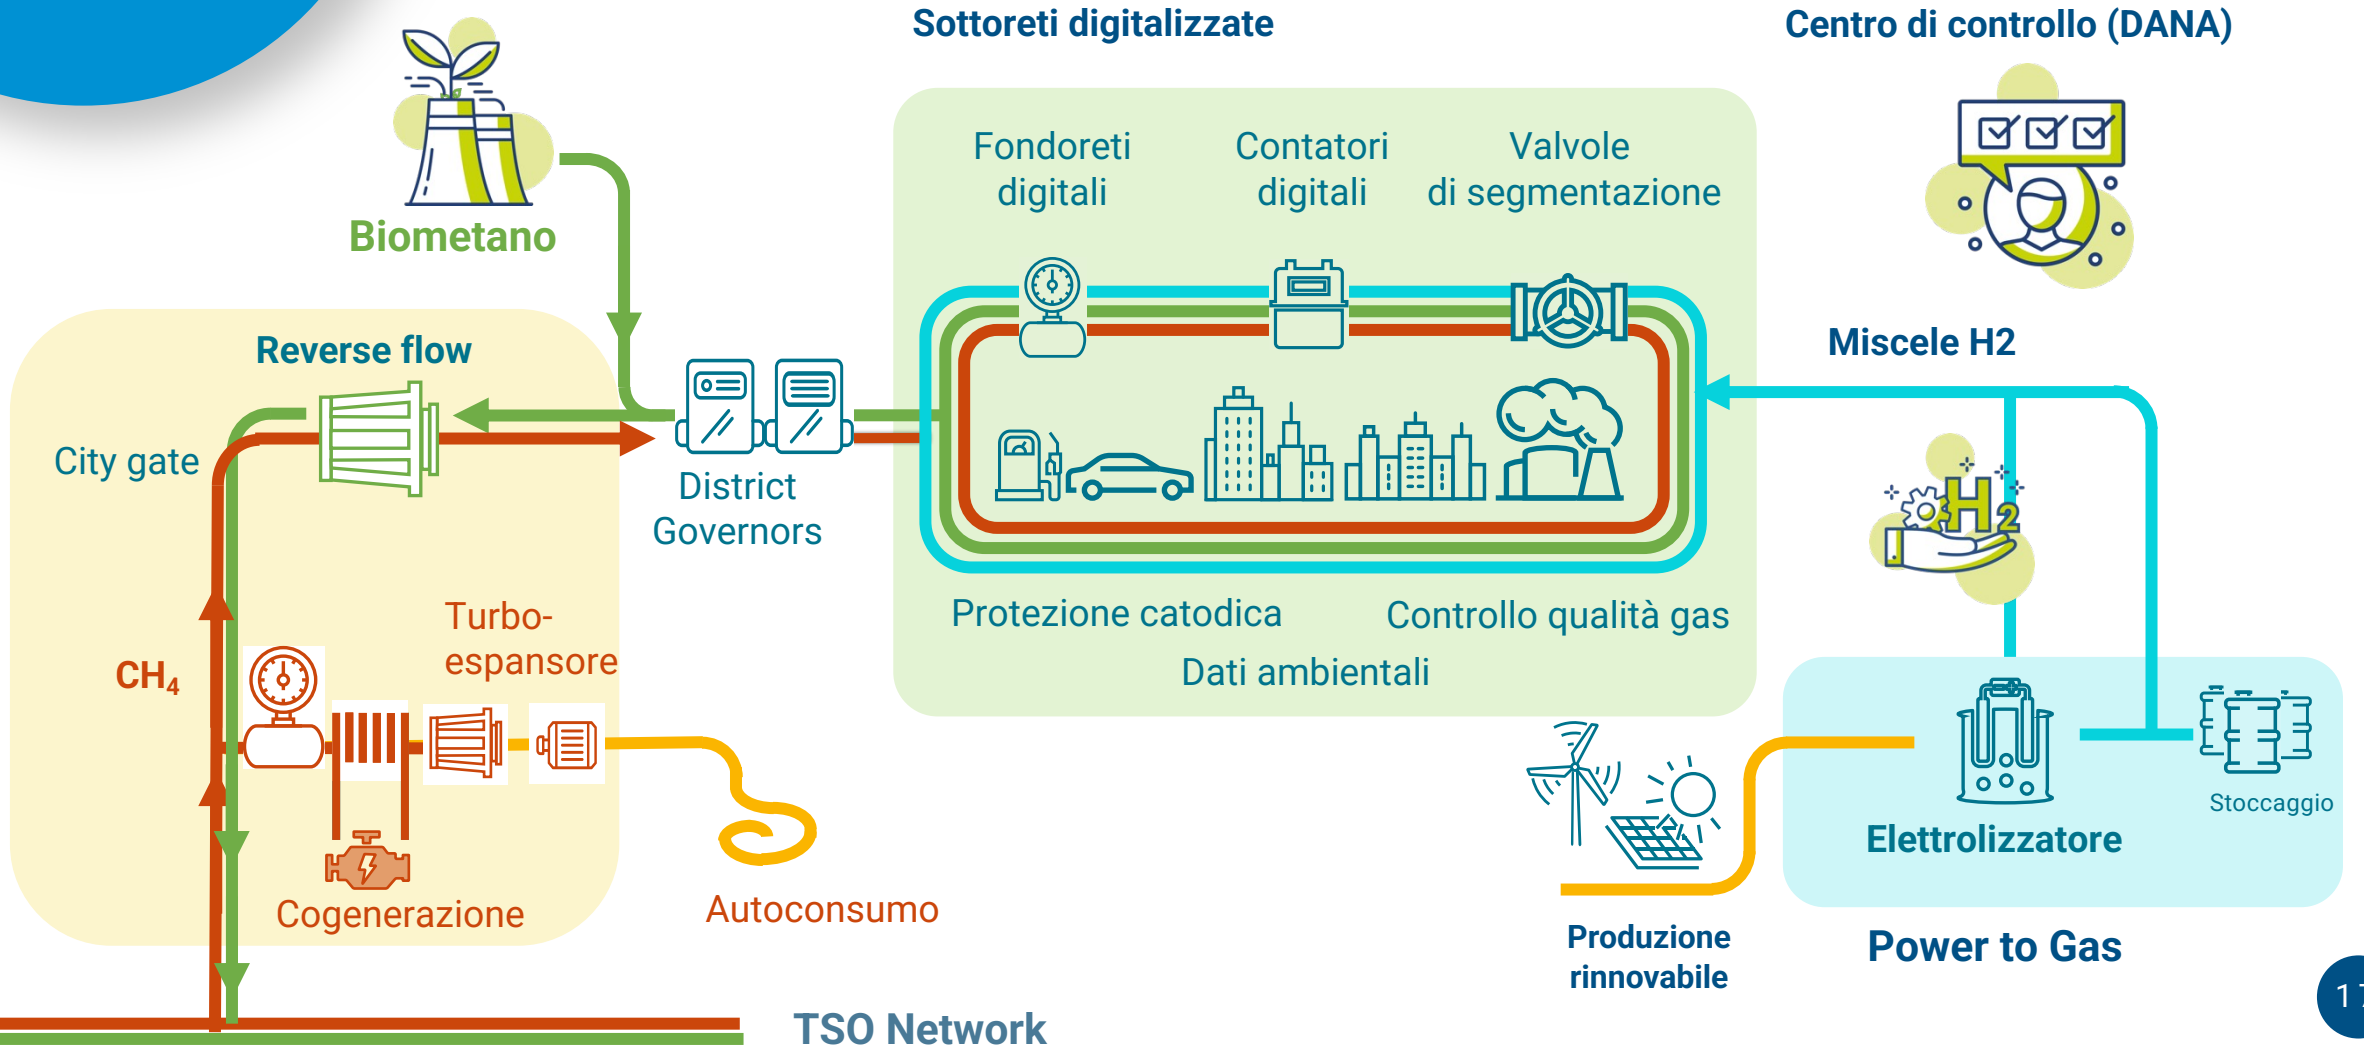 Sottoreti digitalizzate
Centro di controllo (DANA)
Fondoreti
digitali
Contatori
digitali
Valvole
di segmentazione
Biometano
Reverse flow
City gate
District
Governors
Miscele H2
H2
Turbo-
espansore
CH₄
Protezione catodica
Controllo qualità gas
Dati ambientali
Cogenerazione
Autoconsumo
Stoccaggio
Elettrolizzatore
Produzione
rinnovabile
Power to Gas
TSO Network
17